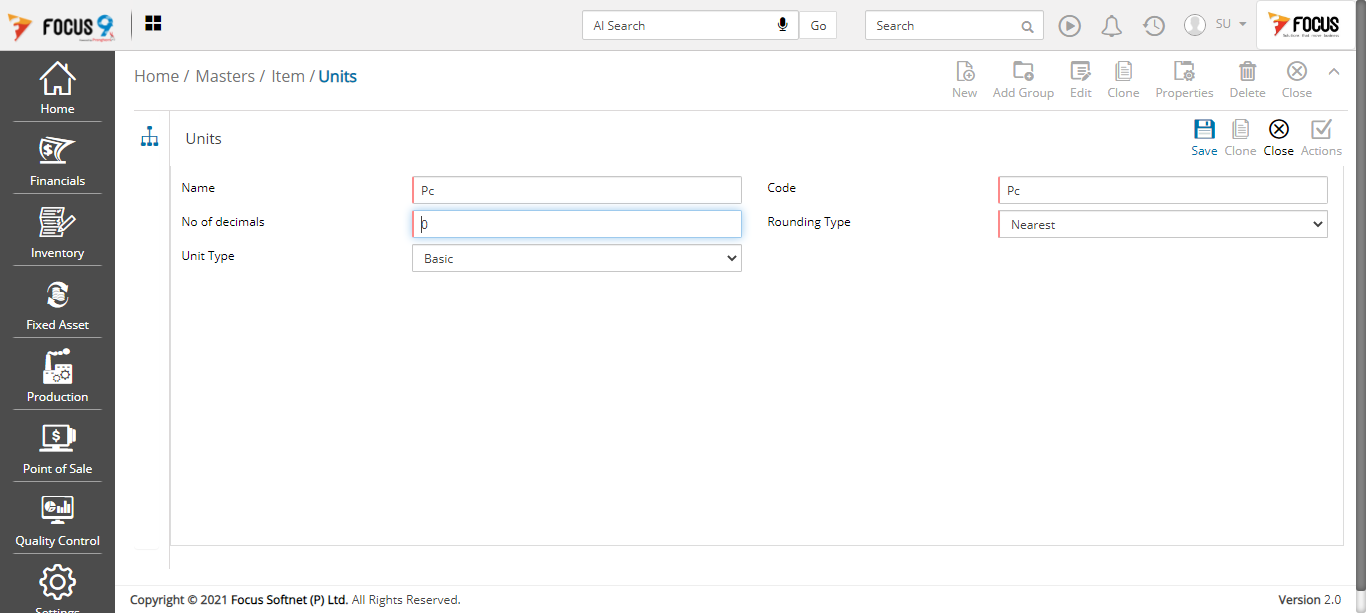 FOCUS 9
AI Search
Go
Search
SU
FOCUS
Home
Financials
Inventory
Fixed Asset
Production
Point of Sale
Quality Control
Settings
Home / Masters / Item / Units
New
Add Group
Edit
Clone
Properties
Delete
Close
Units
Save
Clone
Close
Actions
Name
Pc
Code
Pc
No of decimals
0
Rounding Type
Nearest
Unit Type
Basic
Copyright © 2021 Focus Softnet (P) Ltd. All Rights Reserved.
Version 2.0